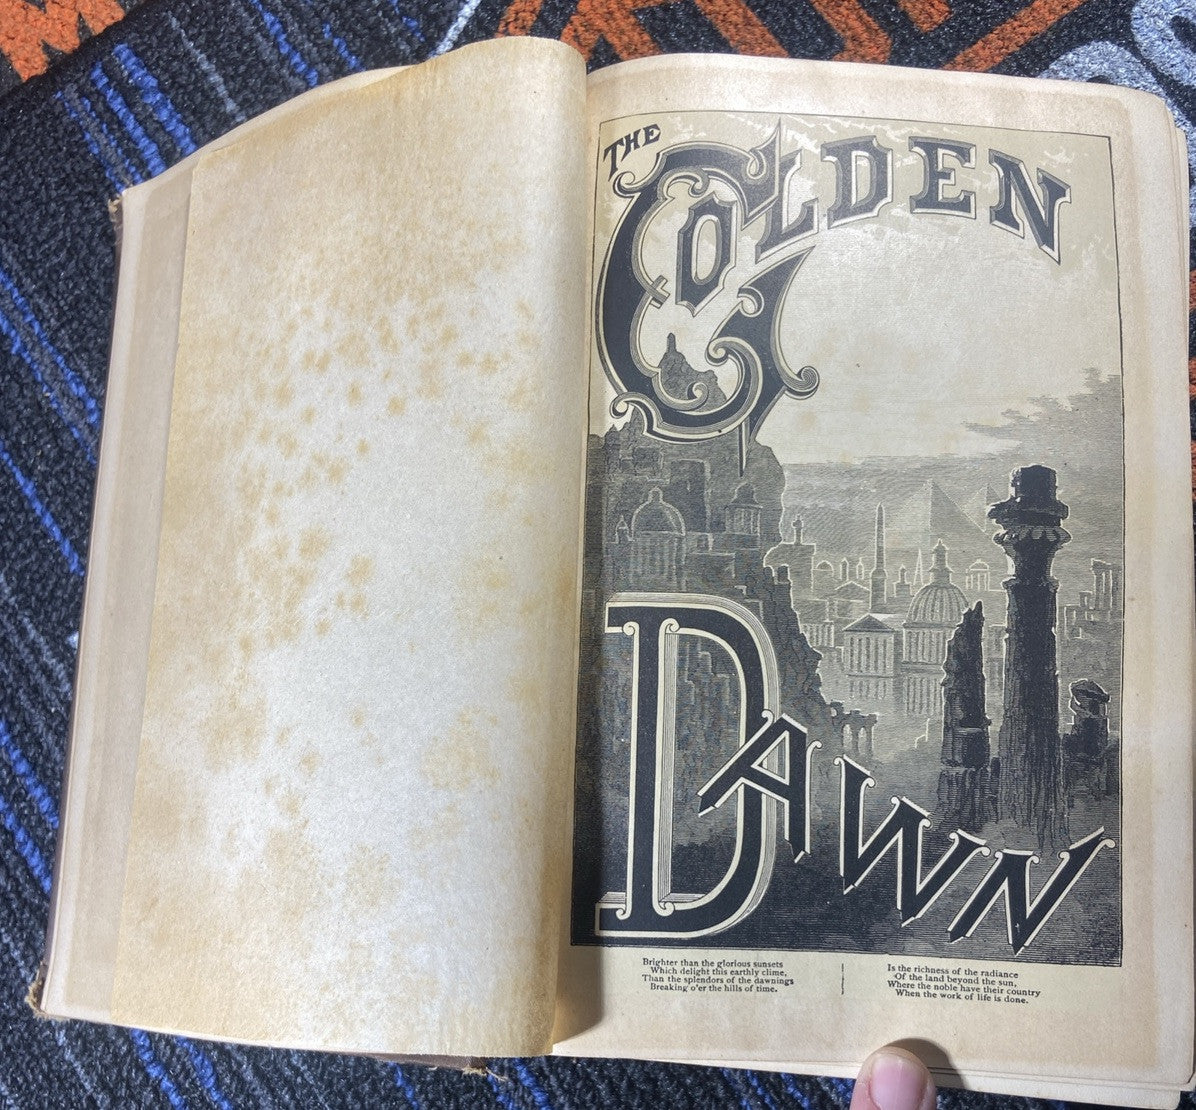 THE
GOLDEN
DAWN
Brighter than the glorious sunsets
Which delight this earthly clime,
Than the splendors of the dawnings
Breaking o'er the hills of time.
Is the richness of the radiance
Of the land beyond the sun,
Where the noble have their country
When the work of life is done.